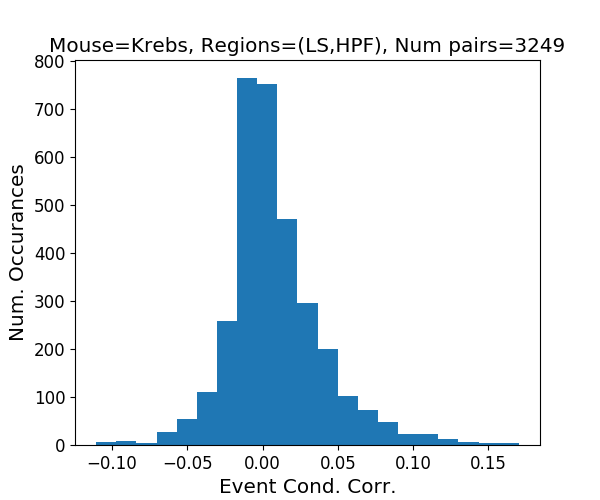 Mouse=Krebs, Regions=(LS,HPF), Num pairs=3249
800
700
600
500
400
300
200
100
0
Num. Occurances
−0.10 −0.05 0.00 0.05 0.10 0.15
Event Cond. Corr.